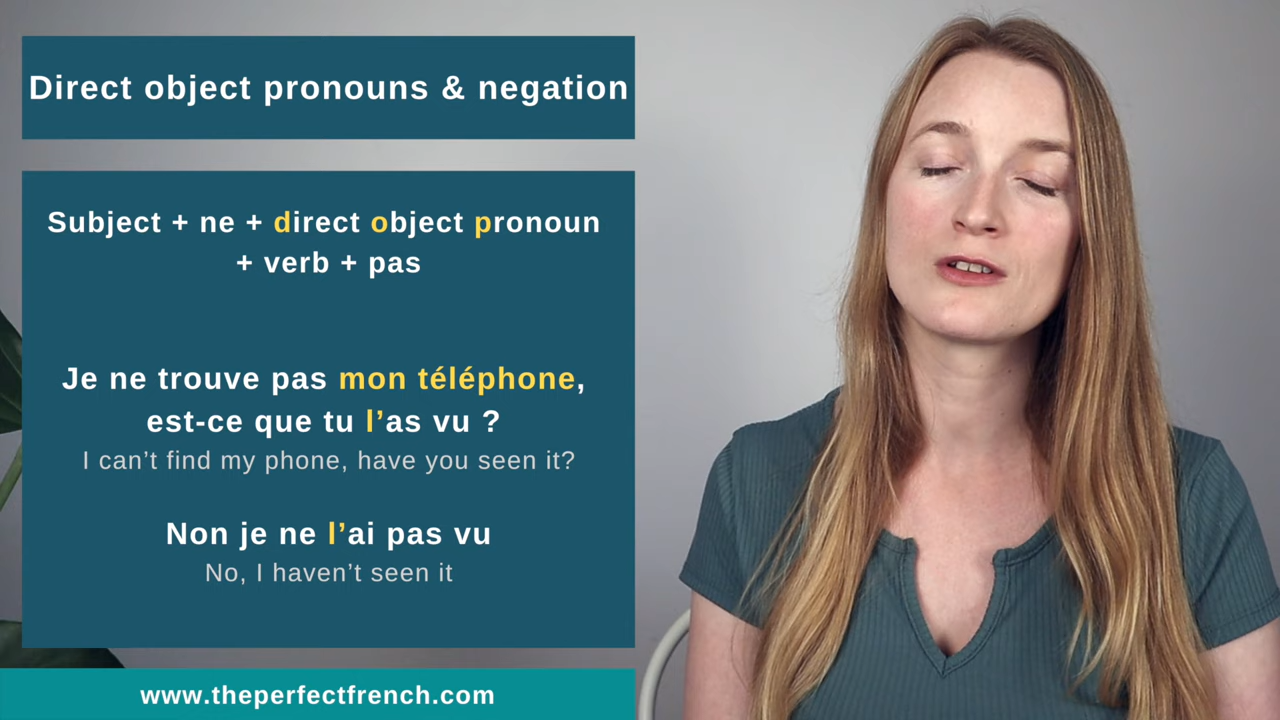 Direct object pronouns & negation
Subject + ne + direct object pronoun
+ verb + pas
Je ne trouve pas mon téléphone,
est-ce que tu l’as vu ?
I can’t find my phone, have you seen it?
Non je ne l’ai pas vu
No, I haven’t seen it
www.theperfectfrench.com